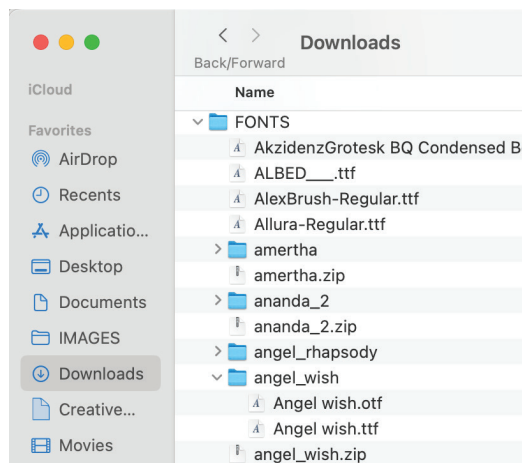 Downloads
Back/Forward
iCloud
Favorites
AirDrop
Recents
Applicatio...
Desktop
Documents
IMAGES
Downloads
Creative...
Movies
Name
FONTS
AkzidenzGrotesk BQ Condensed B
ALBED___.ttf
AlexBrush-Regular.ttf
Allura-Regular.ttf
amertha
amertha.zip
ananda_2
ananda_2.zip
angel_rhapsody
angel_wish
Angel wish.otf
Angel wish.ttf
angel_wish.zip